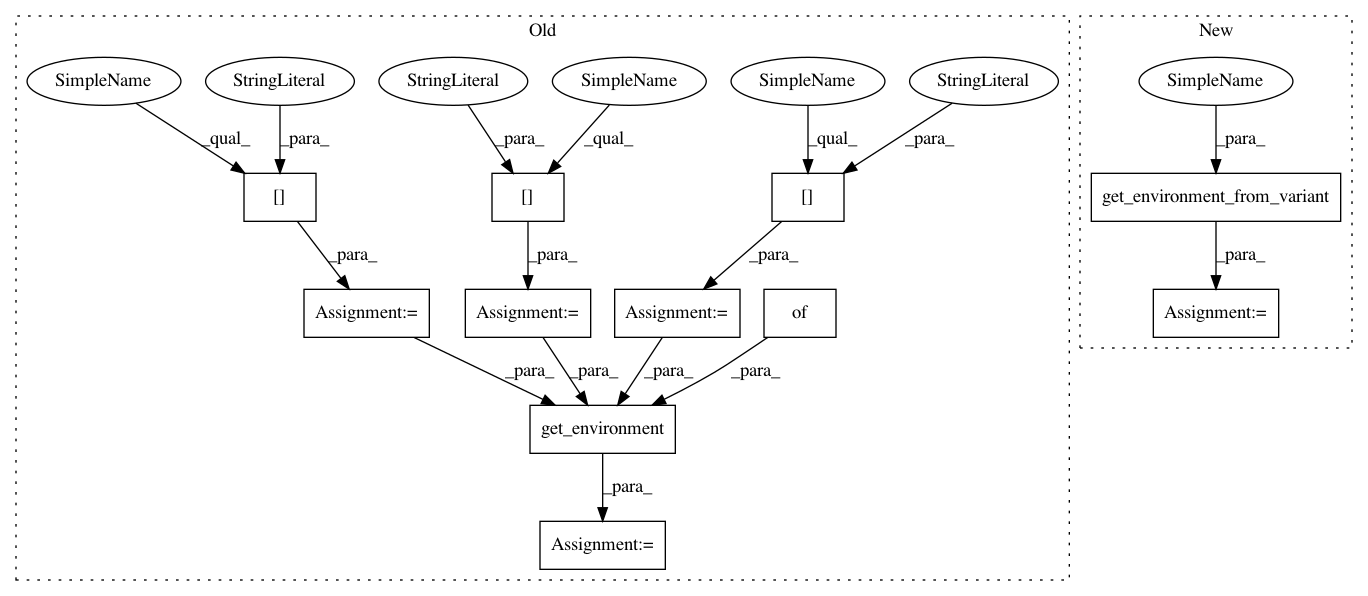 Old
New
SimpleName
StringLiteral
StringLiteral
SimpleName
SimpleName
StringLiteral
SimpleName
_qual_
_para_
_para_
_qual_
_qual_
_para_
_para_
[]
[]
[]
get_environment_from_variant
_para_
_para_
_para_
_para_
Assignment:=
Assignment:=
Assignment:=
of
Assignment:=
_para_
_para_
_para_
_para_
get_environment
_para_
Assignment:=